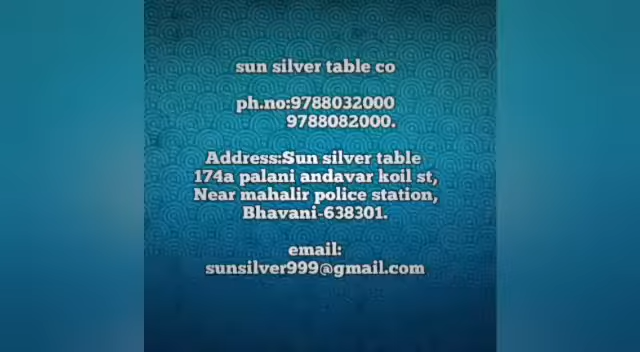 sun silver table co
ph.no:9788032000
9788082000.
Address:Sun silver table
174a palani andavar koil st,
Near mahalir police station,
Bhavani-638301.
email:
sunsilver999@gmail.com